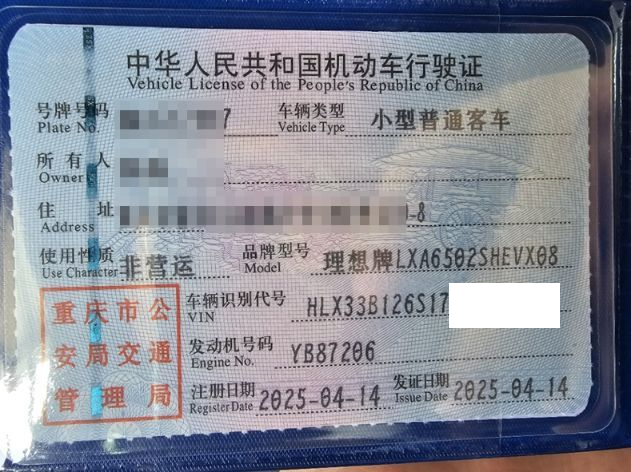 中华人民共和国机动车行驶证
Vehicle License of the People's Republic of China
号牌号码 7 车辆类型 小型普通客车
Plate No. Vehicle Type
所有人
Owner
住址 -8
Address
使用性质 非营运 品牌型号 理想牌LXA6502SHEVX08
Use Character Model
重庆市公安局交通管理局
车辆识别代号 HLX33B126S17
VIN
发动机号码 YB87206
Engine No.
注册日期 2025-04-14 发证日期 2025-04-14
Register Date Issue Date